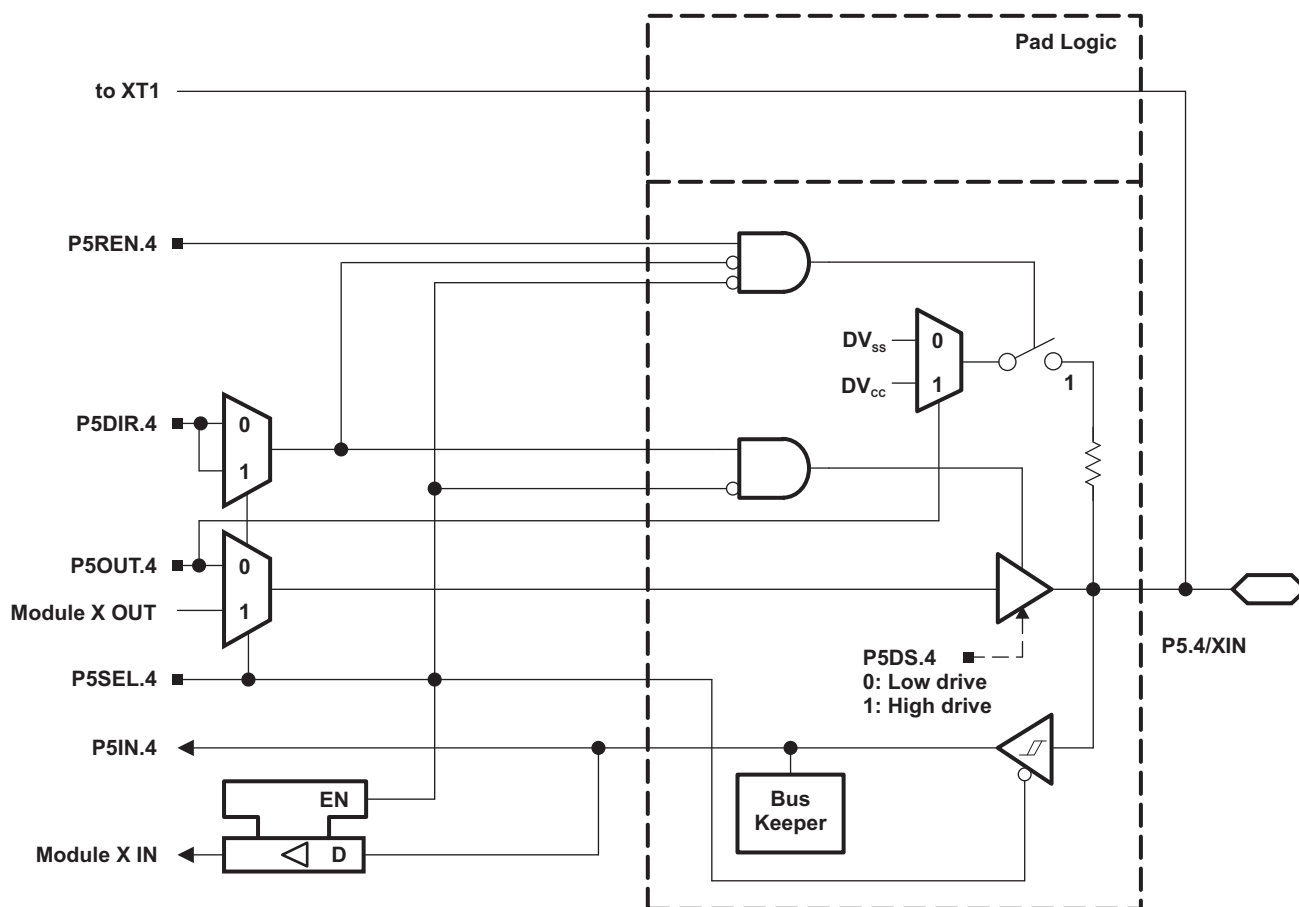 Pad Logic
to XT1
P5REN.4
DVSS
0
DVCC
1
1
P5DIR.4
0
1
P5OUT.4
0
Module X OUT
1
P5DS.4
0: Low drive
1: High drive
P5.4/XIN
P5SEL.4
P5IN.4
EN
Bus
Keeper
Module X IN
D